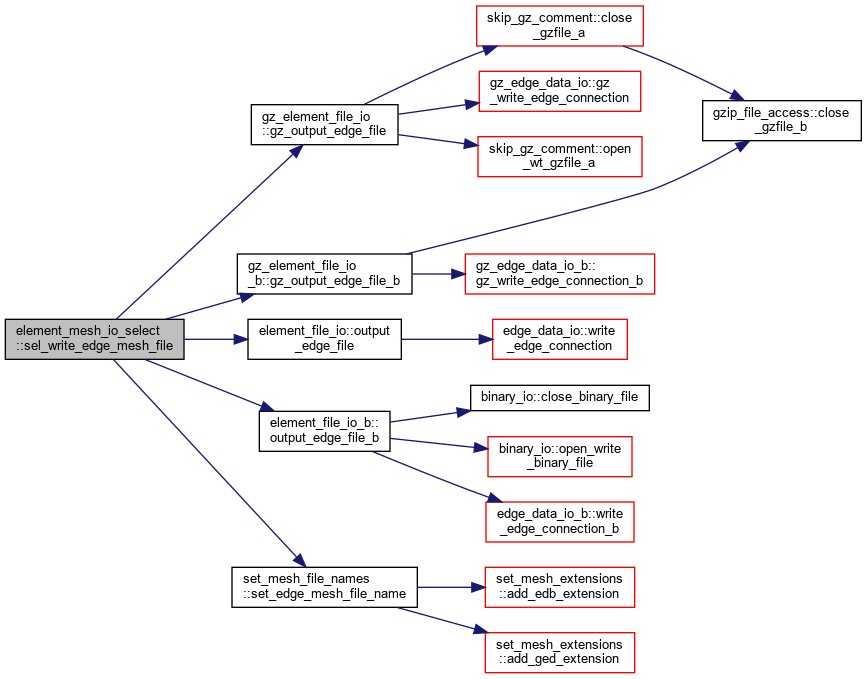 element_mesh_io_select
::sel_write_edge_mesh_file
gz_element_file_io
::gz_output_edge_file
skip_gz_comment::close
_gzfile_a
gz_edge_data_io::gz
_write_edge_connection
skip_gz_comment::open
_wt_gzfile_a
gzip_file_access::close
_gzfile_b
gz_element_file_io
_b::gz_output_edge_file_b
gz_edge_data_io_b::
gz_write_edge_connection_b
element_file_io::output
_edge_file
edge_data_io::write
_edge_connection
element_file_io_b::
output_edge_file_b
binary_io::close_binary_file
binary_io::open_write
_binary_file
edge_data_io_b::write
_edge_connection_b
set_mesh_file_names
::set_edge_mesh_file_name
set_mesh_extensions
::add_edb_extension
set_mesh_extensions
::add_ged_extension